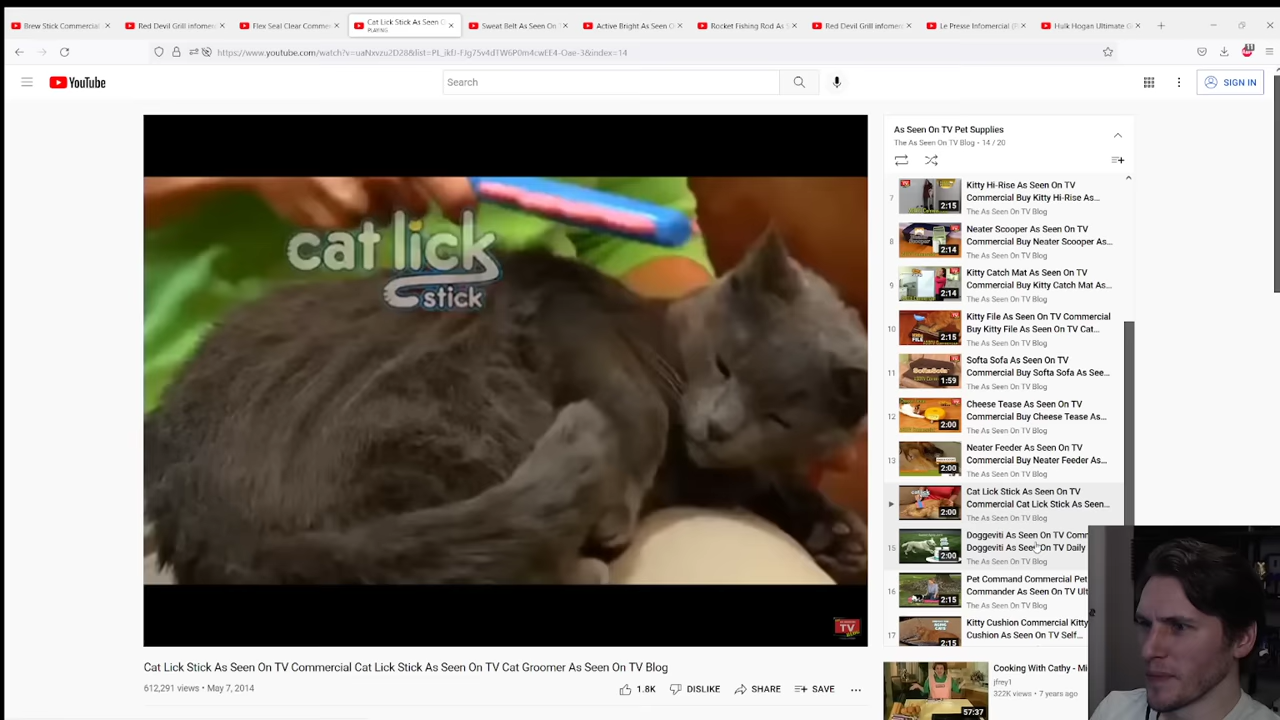 Brew Stick Commercial
Red Devil Grill infomer
Flex Seal Clear Comme
Cat Lick Stick As Seen O
PLAYING
Sweat Belt As Seen On
Active Bright As Seen O
Rocket Fishing Rod As
Red Devil Grill infomer
Le Presse Infomercial (P
Hulk Hogan Ultimate G
YouTube
Search
SIGN IN
cat lick
stick
TV
As Seen On TV Pet Supplies
The As Seen On TV Blog - 14 / 20
7
2:15
Kitty Hi-Rise As Seen On TV
Commercial Buy Kitty Hi-Rise As...
The As Seen On TV Blog
8
2:14
Neater Scooper As Seen On TV
Commercial Buy Neater Scooper As...
The As Seen On TV Blog
9
2:14
Kitty Catch Mat As Seen On TV
Commercial Buy Kitty Catch Mat As...
The As Seen On TV Blog
10
2:15
Kitty File As Seen On TV Commercial
Buy Kitty File As Seen On TV Cat...
The As Seen On TV Blog
11
1:59
Softa Sofa As Seen On TV
Commercial Buy Softa Sofa As See...
The As Seen On TV Blog
12
2:00
Cheese Tease As Seen On TV
Commercial Buy Cheese Tease As...
The As Seen On TV Blog
13
2:00
Neater Feeder As Seen On TV
Commercial Buy Neater Feeder As...
The As Seen On TV Blog
2:00
Cat Lick Stick As Seen On TV
Commercial Cat Lick Stick As Seen...
The As Seen On TV Blog
15
2:00
Doggeviti As Seen On TV Com
Doggeviti As Seen On TV Daily
The As Seen On TV Blog
16
2:15
Pet Command Commercial Pet
Commander As Seen On TV Ult
The As Seen On TV Blog
17
2:15
Kitty Cushion Commercial Kitty
Cushion As Seen On TV Self...
Cat Lick Stick As Seen On TV Commercial Cat Lick Stick As Seen On TV Cat Groomer As Seen On TV Blog
612,291 views • May 7, 2014
1.8K
DISLIKE
SHARE
SAVE
57:37
Cooking With Cathy - Mi
jfrey1
322K views • 7 years ago